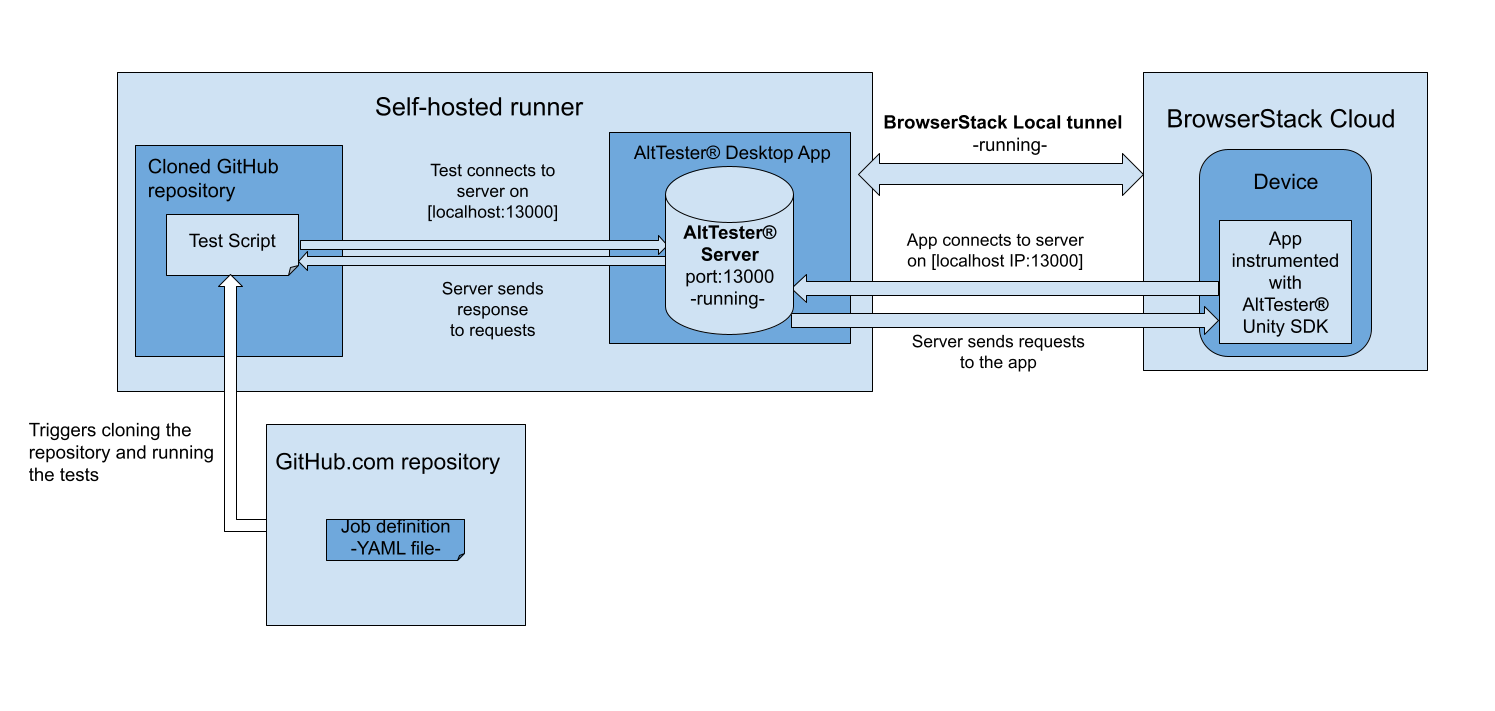 Self-hosted runner
Cloned GitHub
repository
Test Script
Test connects to
server on
[localhost:13000]
Server sends
response
to requests
AltTester® Desktop App
AltTester®
Server
port:13000
-running-
BrowserStack Local tunnel
-running-
App connects to server
on [localhost IP:13000]
Server sends requests
to the app
BrowserStack Cloud
Device
App
instrumented
with
AltTester®
Unity SDK
Triggers cloning the
repository and running
the tests
GitHub.com repository
Job definition
-YAML file-